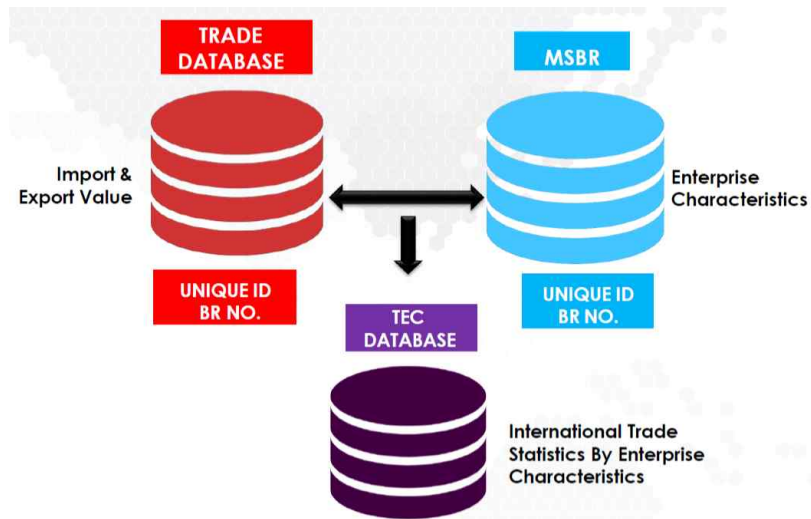 TRADE
DATABASE
MSBR
Import &
Export Value
Enterprise
Characteristics
UNIQUE ID
BR NO.
UNIQUE ID
BR NO.
TEC
DATABASE
International Trade
Statistics By Enterprise
Characteristics